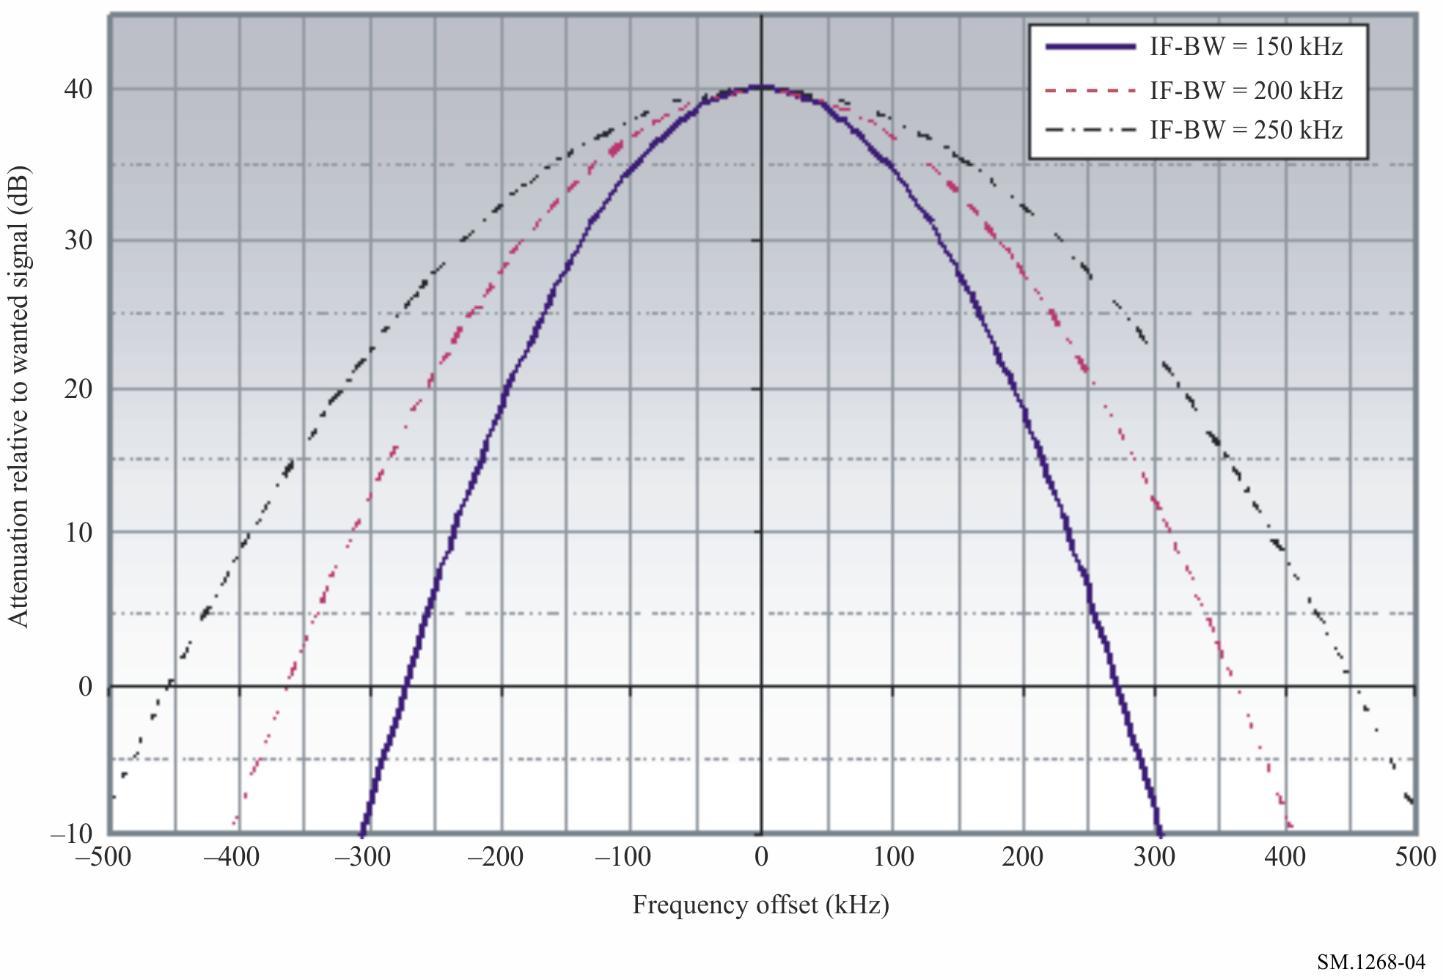 IF-BW = 150 kHz
IF-BW = 200 kHz
IF-BW = 250 kHz
Attenuation relative to wanted signal (dB)
40
30
20
10
0
–10
–500 –400 –300 –200 –100 0 100 200 300 400 500
Frequency offset (kHz)
SM.1268-04